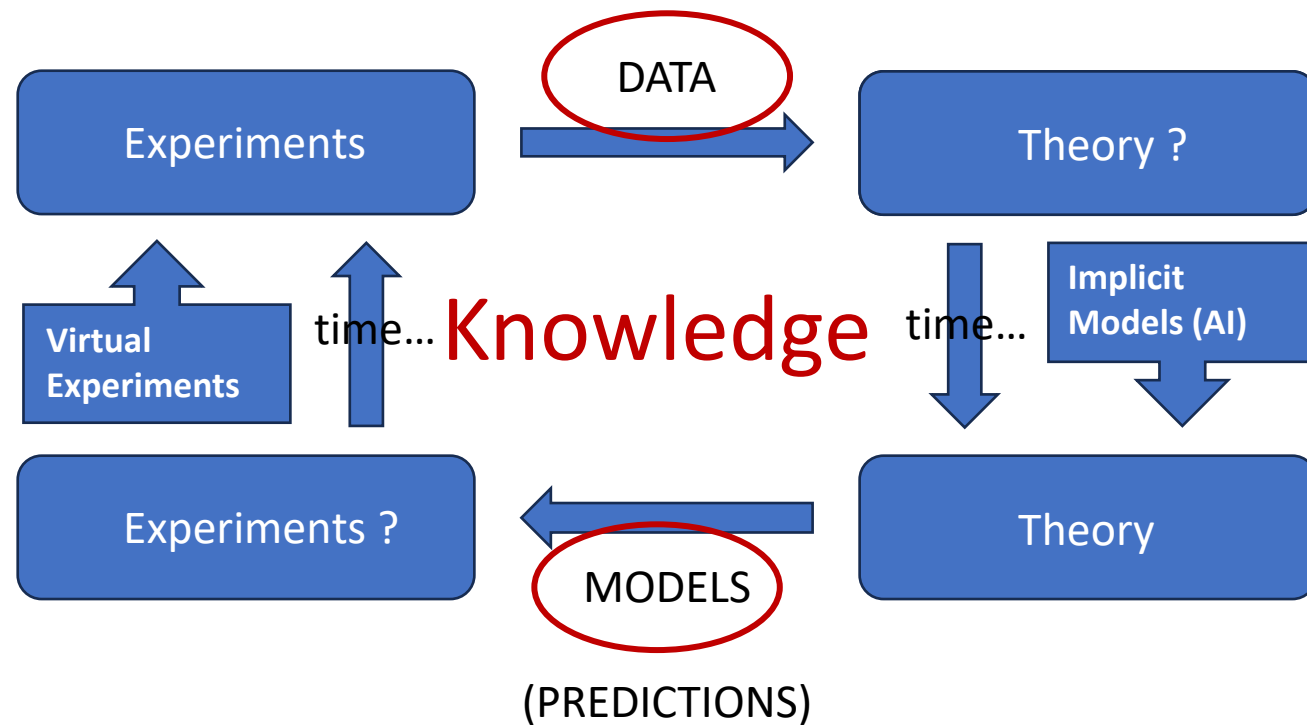 DATA
Experiments
Theory ?
Virtual
Experiments
time...
Knowledge
time...
Implicit
Models (AI)
Experiments ?
Theory
MODELS
(PREDICTIONS)